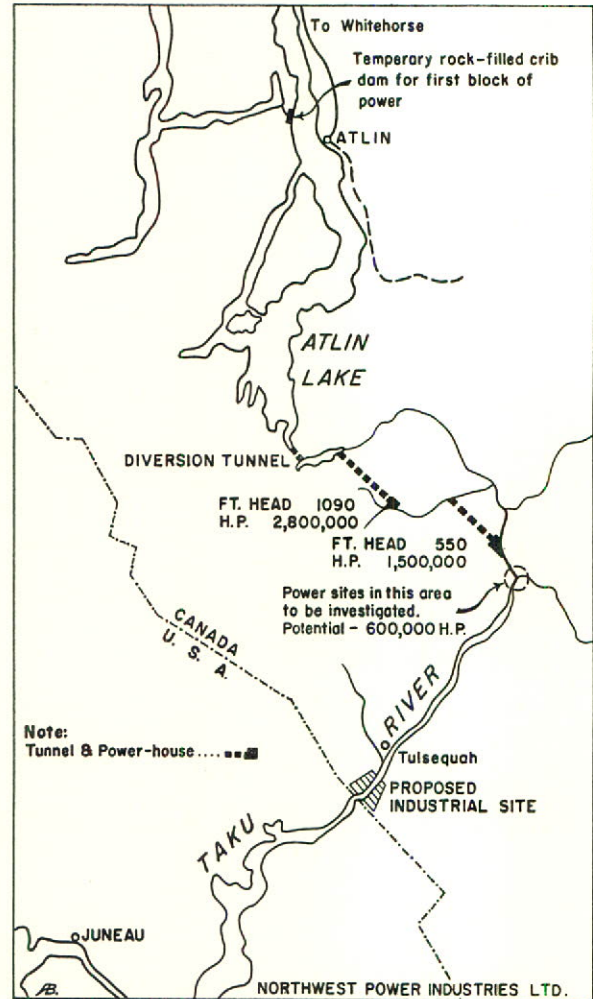 To Whitehorse
Temperary rock-filled crib
dam for first block of
power
ATLIN
ATLIN
LAKE
DIVERSION TUNNEL
FT. HEAD 1090
H.P. 2,800,000
FT. HEAD 550
H.P. 1,500,000
Power sites in this area
to be investigated.
Potential - 600,000 H.P.
CANADA
U. S. A.
RIVER
Note:
Tunnel & Power-house ....
Tulsequah
PROPOSED
INDUSTRIAL SITE
TAKU
JUNEAU
AB.
NORTHWEST POWER INDUSTRIES LTD.